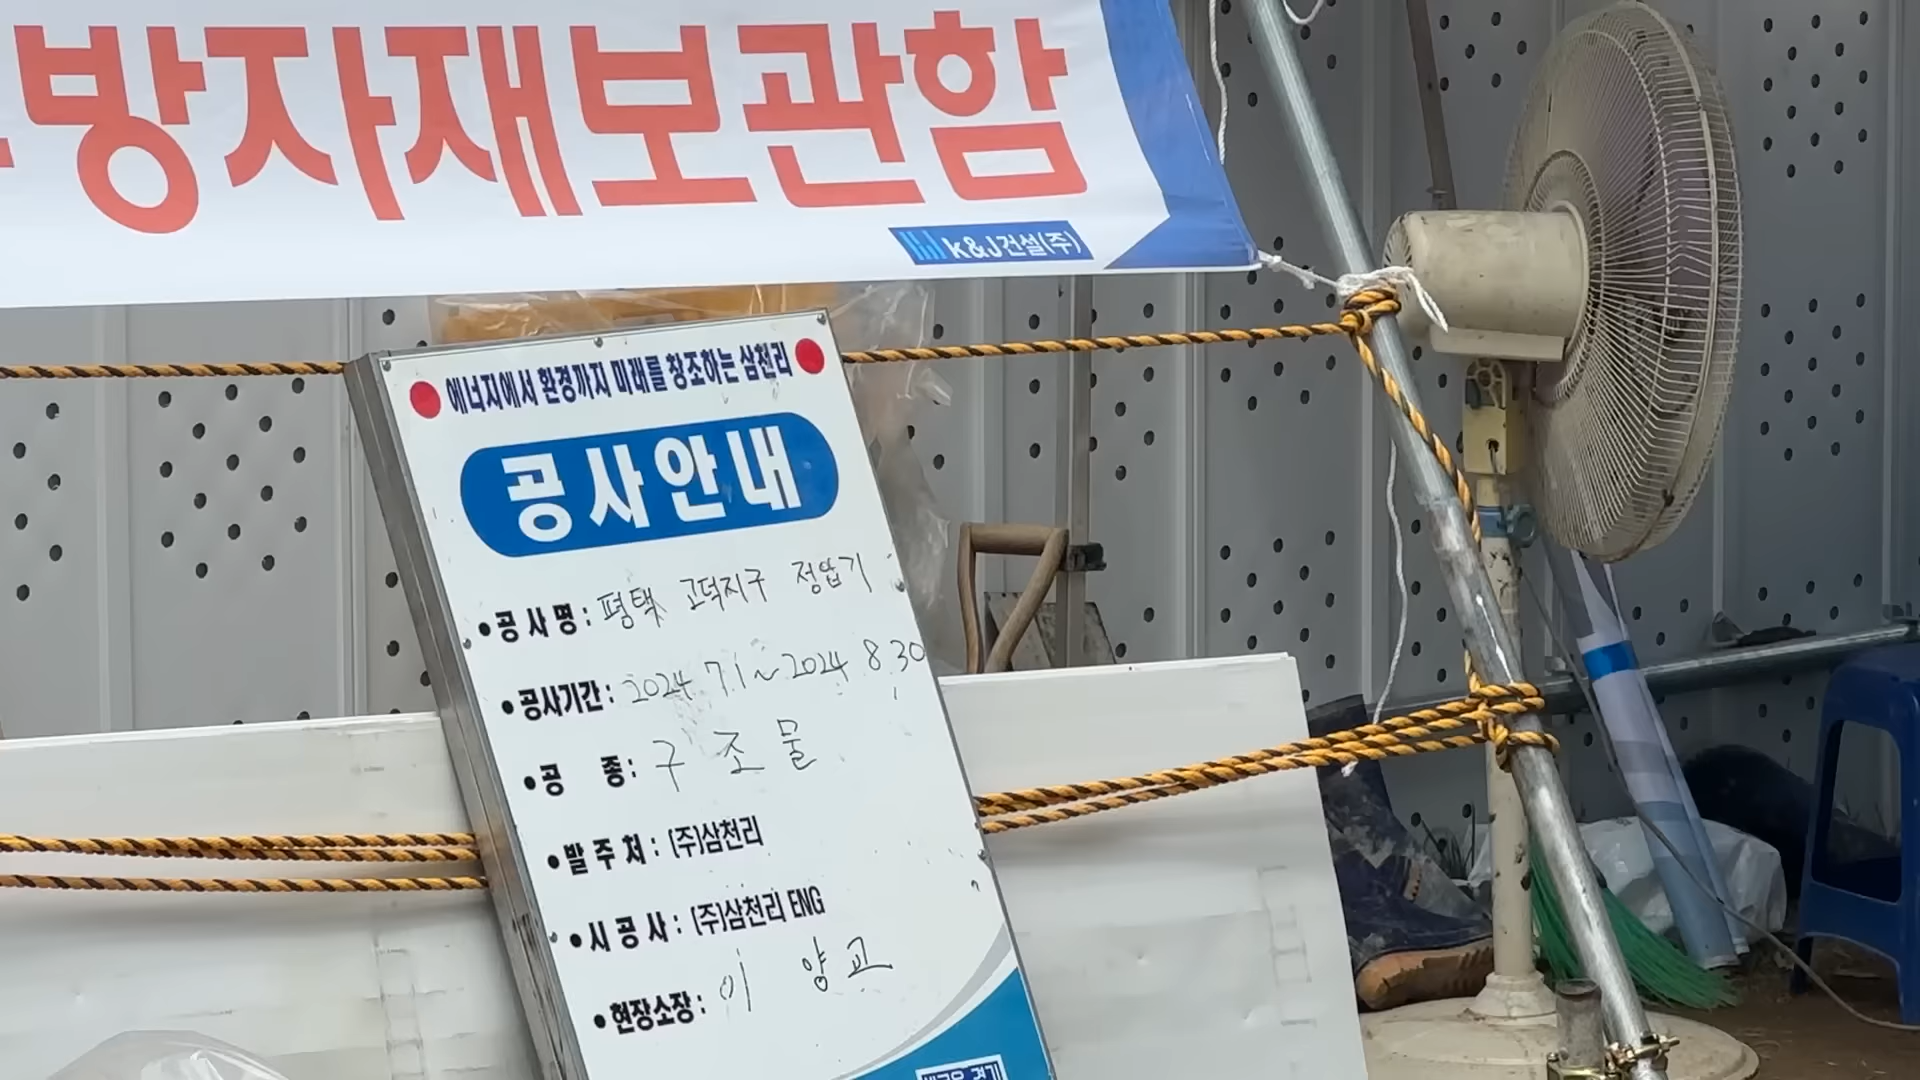 방자재보관함
K&J건설(주)
에너지에서 환경까지 미래를 창조하는 삼천리
공사안내
•공 사 명 : 평택 고덕지구 정압기
•공사기간 : 2024 7.1 ~ 2024 8.30
•공 종 : 구조물
•발 주 처 : (주)삼천리
•시 공 사 : (주)삼천리 ENG
•현장소장 : 이 양교